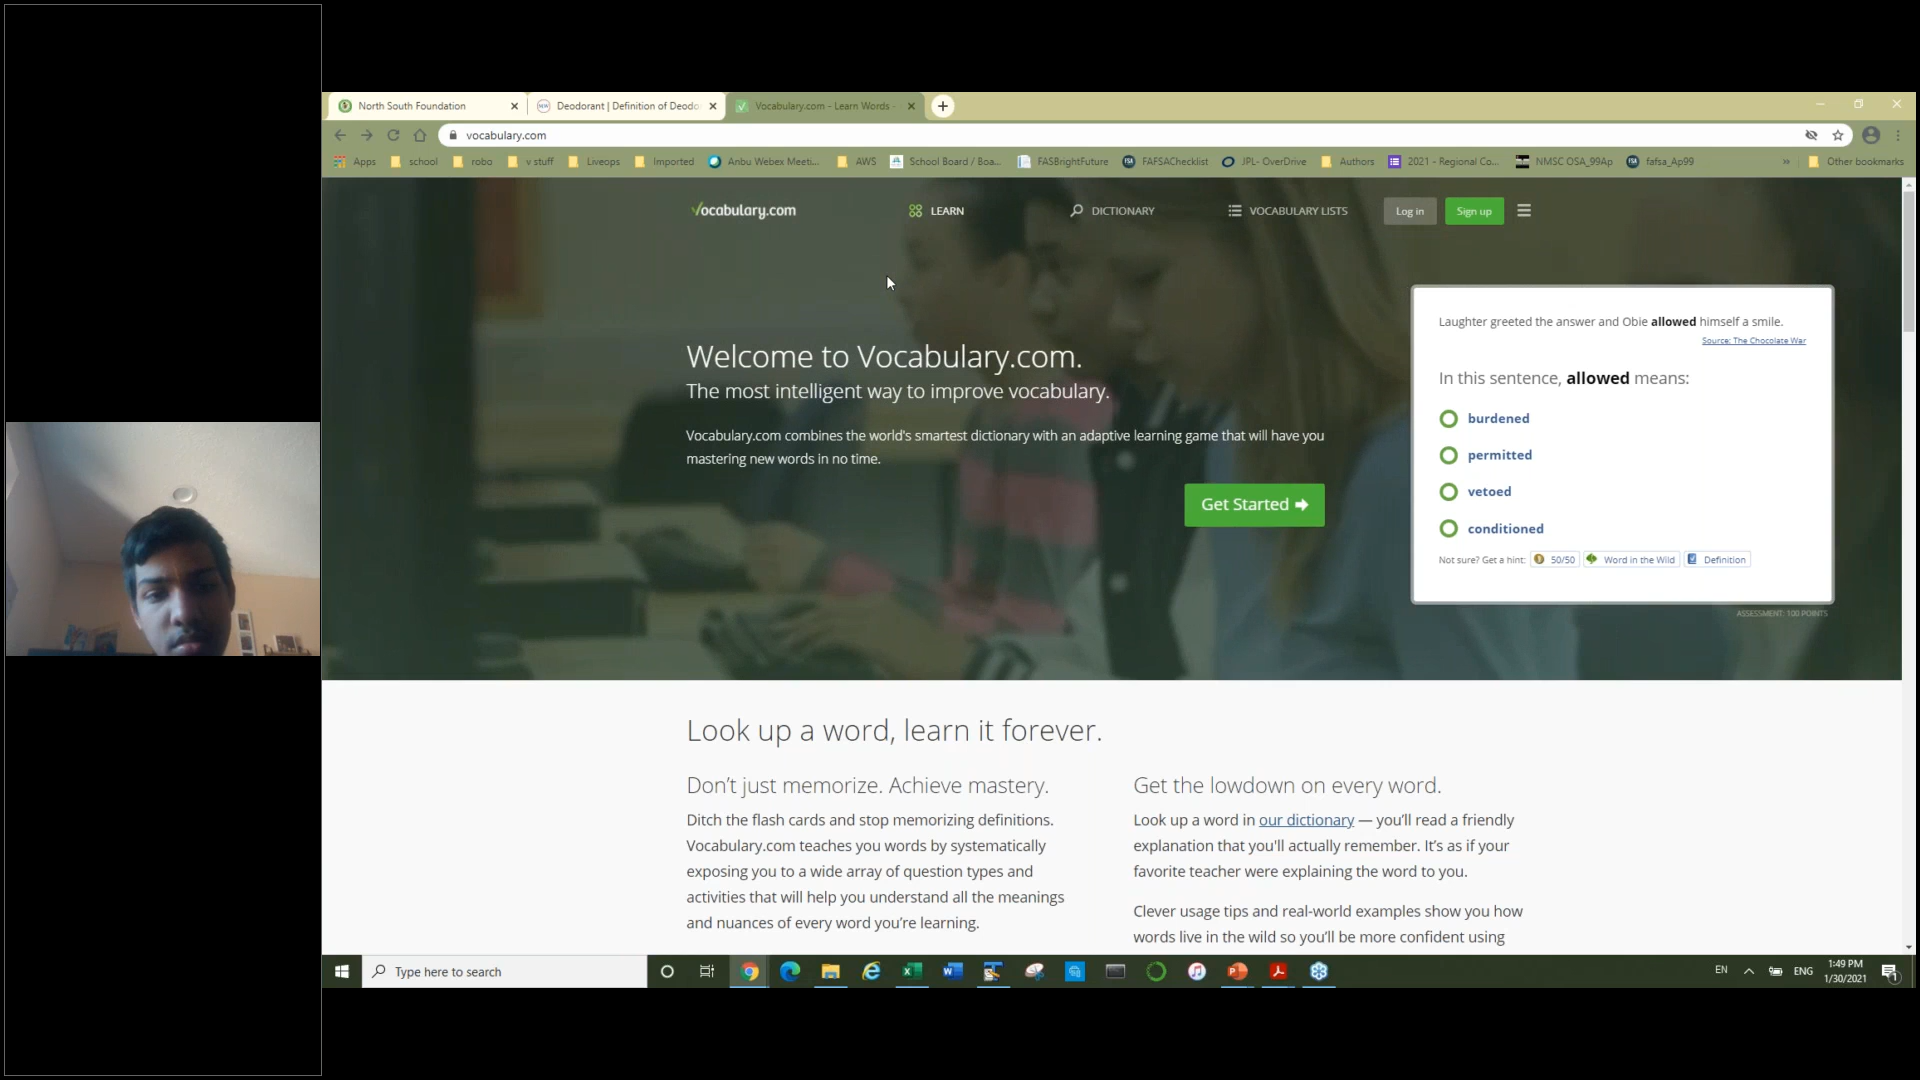 North South Foundation
Deodorant | Definition of Deodo
Vocabulary.com - Learn Words -
vocabulary.com
Apps school robo v stuff Liveops Imported Anbu Webex Meeti... AWS School Board / Boa... FASBrightFuture FAFSAChecklist JPL- OverDrive Authors 2021 - Regional Co... NMSC OSA_99Ap fafsa_Ap99 » Other bookmarks
Vocabulary.com LEARN DICTIONARY VOCABULARY LISTS Log in Sign up
Welcome to Vocabulary.com.
The most intelligent way to improve vocabulary.
Vocabulary.com combines the world's smartest dictionary with an adaptive learning game that will have you
mastering new words in no time.
Get Started
Laughter greeted the answer and Obie allowed himself a smile.
Source: The Chocolate War
In this sentence, allowed means:
burdened
permitted
vetoed
conditioned
Not sure? Get a hint: 50/50 Word in the Wild Definition
ASSESSMENT: 100 POINTS
Look up a word, learn it forever.
Don't just memorize. Achieve mastery.
Ditch the flash cards and stop memorizing definitions.
Vocabulary.com teaches you words by systematically
exposing you to a wide array of question types and
activities that will help you understand all the meanings
and nuances of every word you're learning.
Get the lowdown on every word.
Look up a word in our dictionary — you'll read a friendly
explanation that you'll actually remember. It's as if your
favorite teacher were explaining the word to you.
Clever usage tips and real-world examples show you how
words live in the wild so you'll be more confident using
Type here to search
EN ENG 1:49 PM
1/30/2021